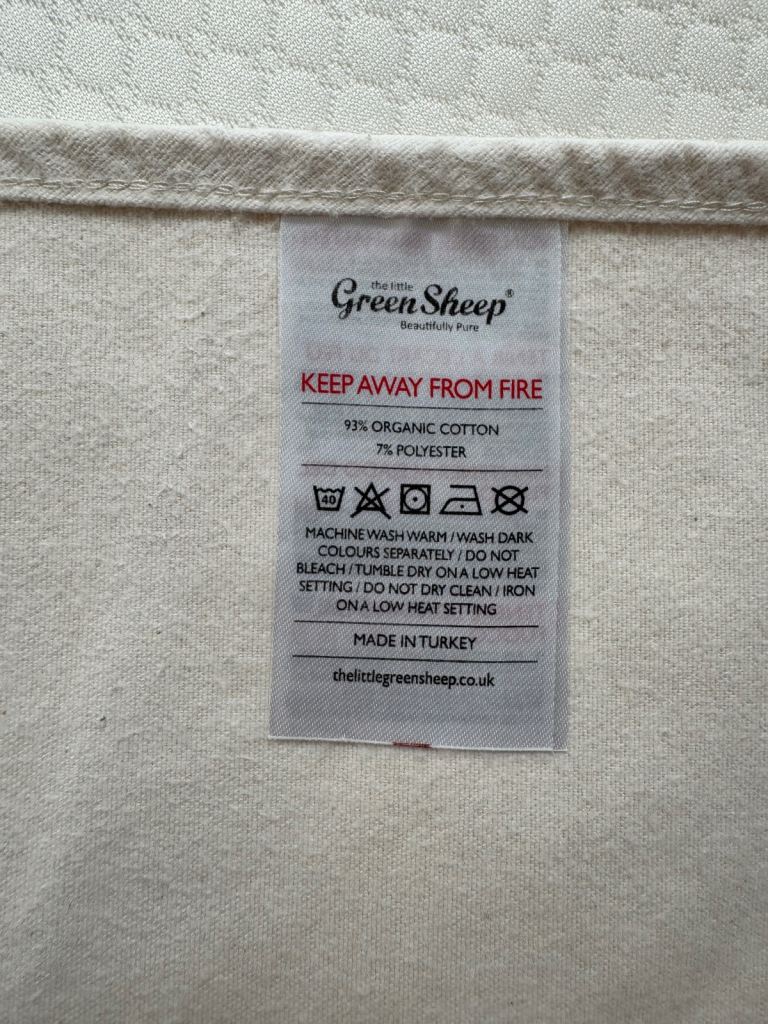 the little
Green Sheep®
Beautifully Pure
KEEP AWAY FROM FIRE
93% ORGANIC COTTON
7% POLYESTER
40
MACHINE WASH WARM / WASH DARK
COLOURS SEPARATELY / DO NOT
BLEACH / TUMBLE DRY ON A LOW HEAT
SETTING / DO NOT DRY CLEAN / IRON
ON A LOW HEAT SETTING
MADE IN TURKEY
thelittlegreensheep.co.uk